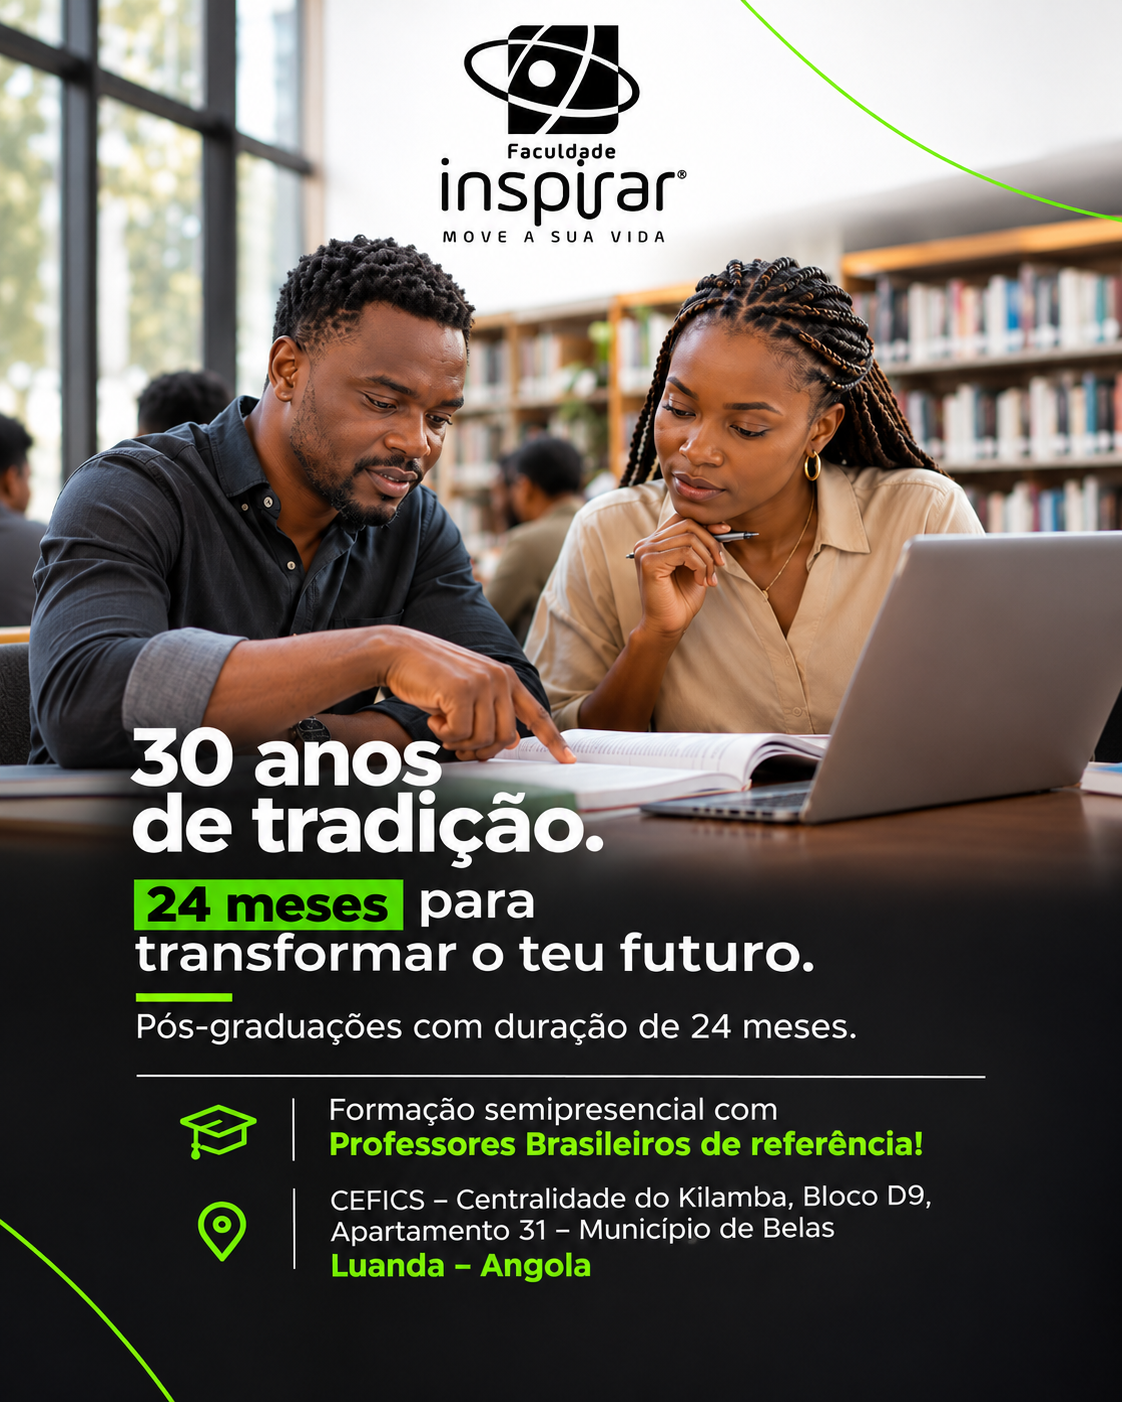 Faculdade
inspirar®
MOVE A SUA VIDA
30 anos
de tradição.
24 meses para
transformar o teu futuro.
Pós-graduações com duração de 24 meses.
Formação semipresencial com
Professores Brasileiros de referência!
CEFICS – Centralidade do Kilamba, Bloco D9,
Apartamento 31 – Município de Belas
Luanda – Angola